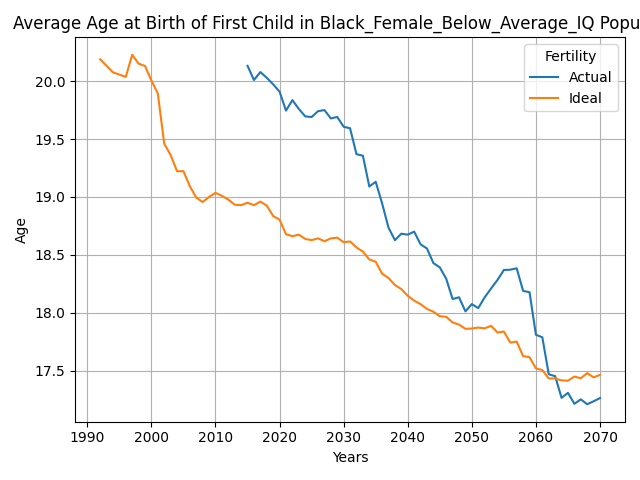 Average Age at Birth of First Child in Black_Female_Below_Average_IQ Popu
Fertility
Actual
Ideal
20.0
19.5
19.0
18.5
18.0
17.5
Age
1990 2000 2010 2020 2030 2040 2050 2060 2070
Years